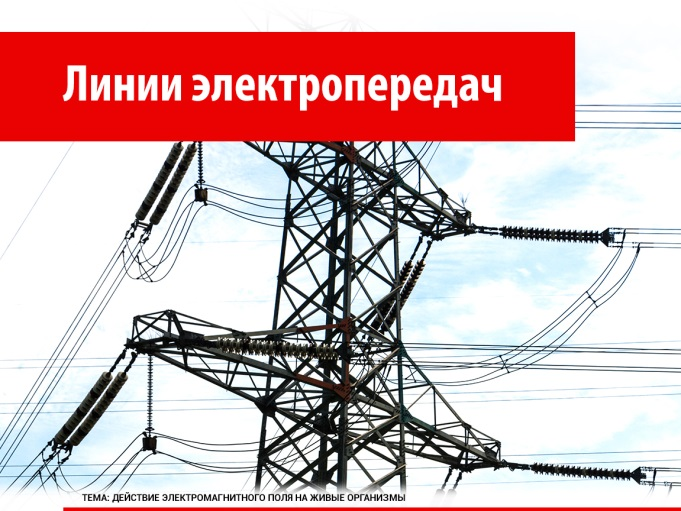 Линии электропередач
ТЕМА: ДЕЙСТВИЕ ЭЛЕКТРОМАГНИТНОГО ПОЛЯ НА ЖИВЫЕ ОРГАНИЗМЫ